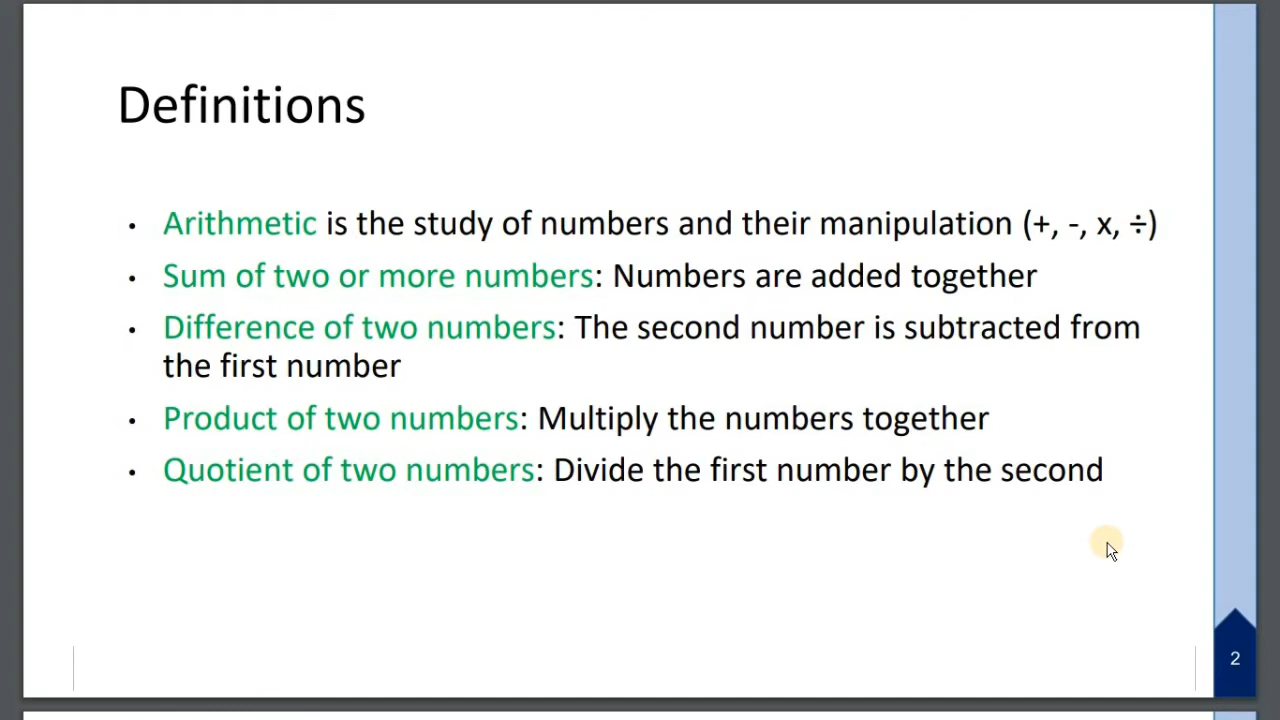 Definitions
• Arithmetic is the study of numbers and their manipulation (+, -, x, ÷)
• Sum of two or more numbers: Numbers are added together
• Difference of two numbers: The second number is subtracted from
the first number
• Product of two numbers: Multiply the numbers together
• Quotient of two numbers: Divide the first number by the second
2